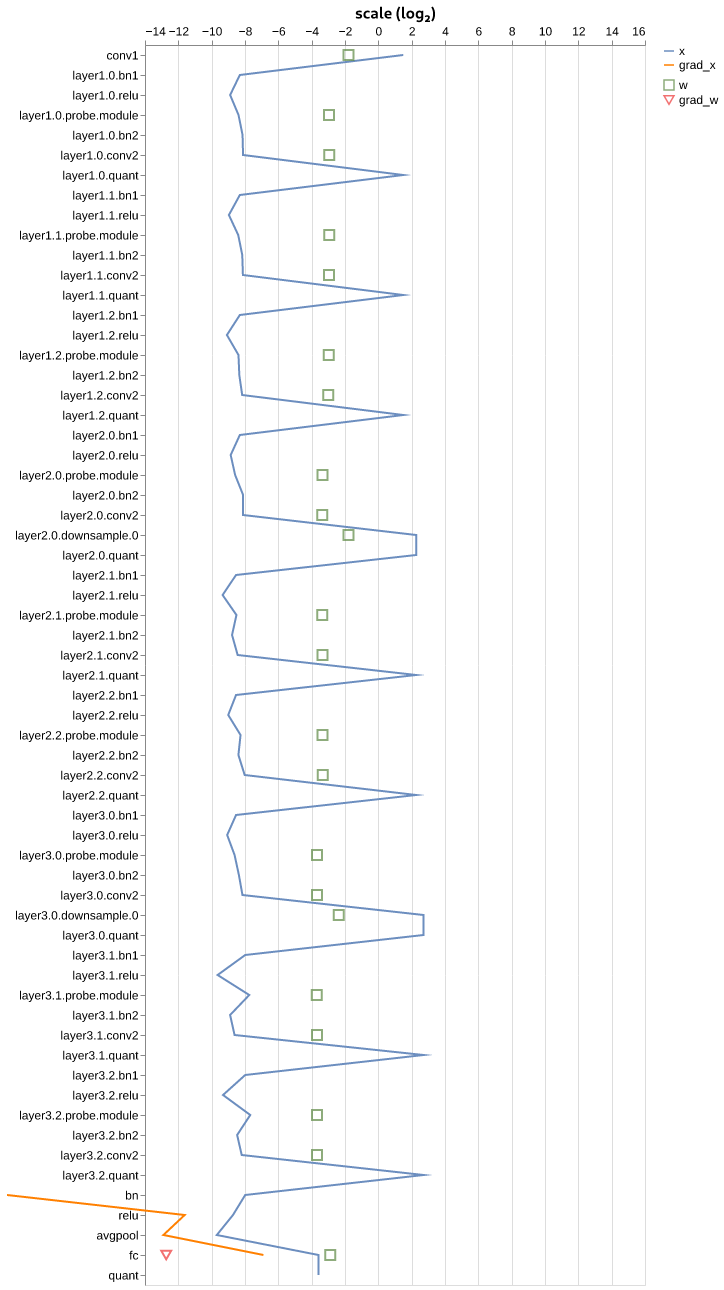 scale (log₂)
−14 −12 −10 −8 −6 −4 −2 0 2 4 6 8 10 12 14 16
x
grad_x
w
grad_w
conv1
layer1.0.bn1
layer1.0.relu
layer1.0.probe.module
layer1.0.bn2
layer1.0.conv2
layer1.0.quant
layer1.1.bn1
layer1.1.relu
layer1.1.probe.module
layer1.1.bn2
layer1.1.conv2
layer1.1.quant
layer1.2.bn1
layer1.2.relu
layer1.2.probe.module
layer1.2.bn2
layer1.2.conv2
layer1.2.quant
layer2.0.bn1
layer2.0.relu
layer2.0.probe.module
layer2.0.bn2
layer2.0.conv2
layer2.0.downsample.0
layer2.0.quant
layer2.1.bn1
layer2.1.relu
layer2.1.probe.module
layer2.1.bn2
layer2.1.conv2
layer2.1.quant
layer2.2.bn1
layer2.2.relu
layer2.2.probe.module
layer2.2.bn2
layer2.2.conv2
layer2.2.quant
layer3.0.bn1
layer3.0.relu
layer3.0.probe.module
layer3.0.bn2
layer3.0.conv2
layer3.0.downsample.0
layer3.0.quant
layer3.1.bn1
layer3.1.relu
layer3.1.probe.module
layer3.1.bn2
layer3.1.conv2
layer3.1.quant
layer3.2.bn1
layer3.2.relu
layer3.2.probe.module
layer3.2.bn2
layer3.2.conv2
layer3.2.quant
bn
relu
avgpool
fc
quant